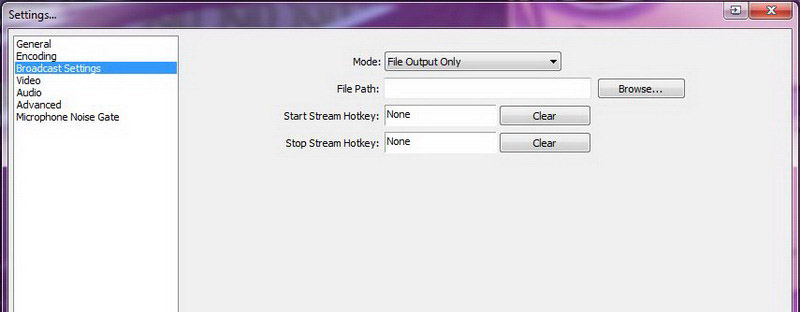 Settings...
General
Encoding
Broadcast Settings
Video
Audio
Advanced
Microphone Noise Gate
Mode: File Output Only
File Path: Browse...
Start Stream Hotkey: None Clear
Stop Stream Hotkey: None Clear